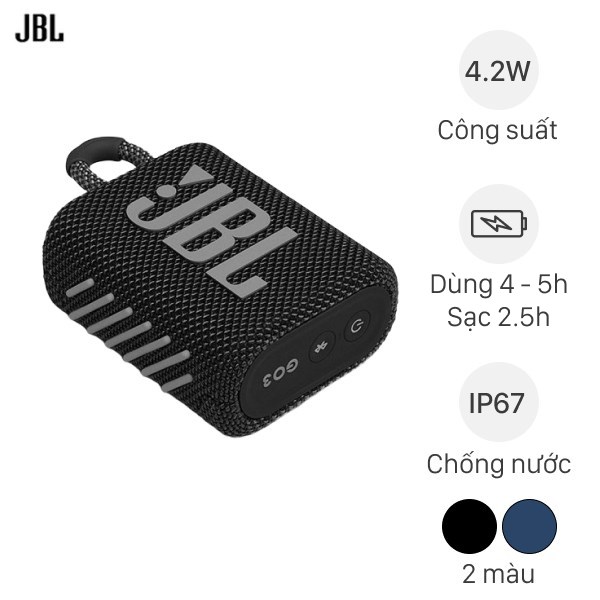 JBL
JBL
GO3
4.2W
Công suất
Dùng 4 - 5h
Sạc 2.5h
IP67
Chống nước
2 màu